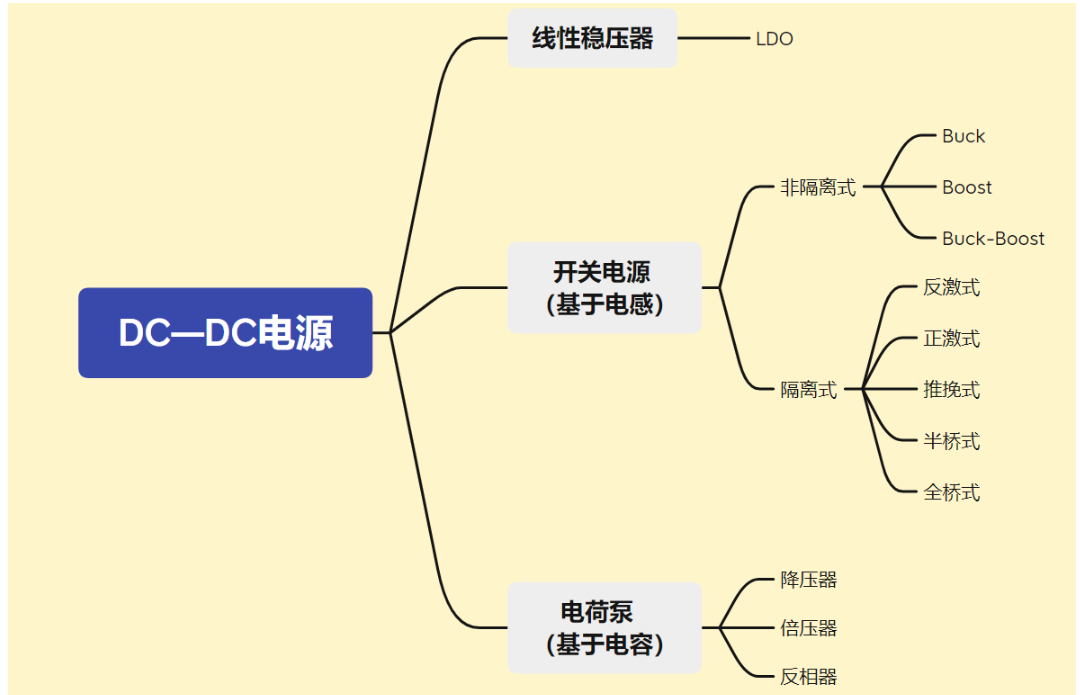 线性稳压器
LDO
Buck
非隔离式
Boost
Buck-Boost
开关电源
（基于电感）
反激式
DC—DC电源
正激式
隔离式
推挽式
半桥式
全桥式
降压器
电荷泵
（基于电容）
倍压器
反相器